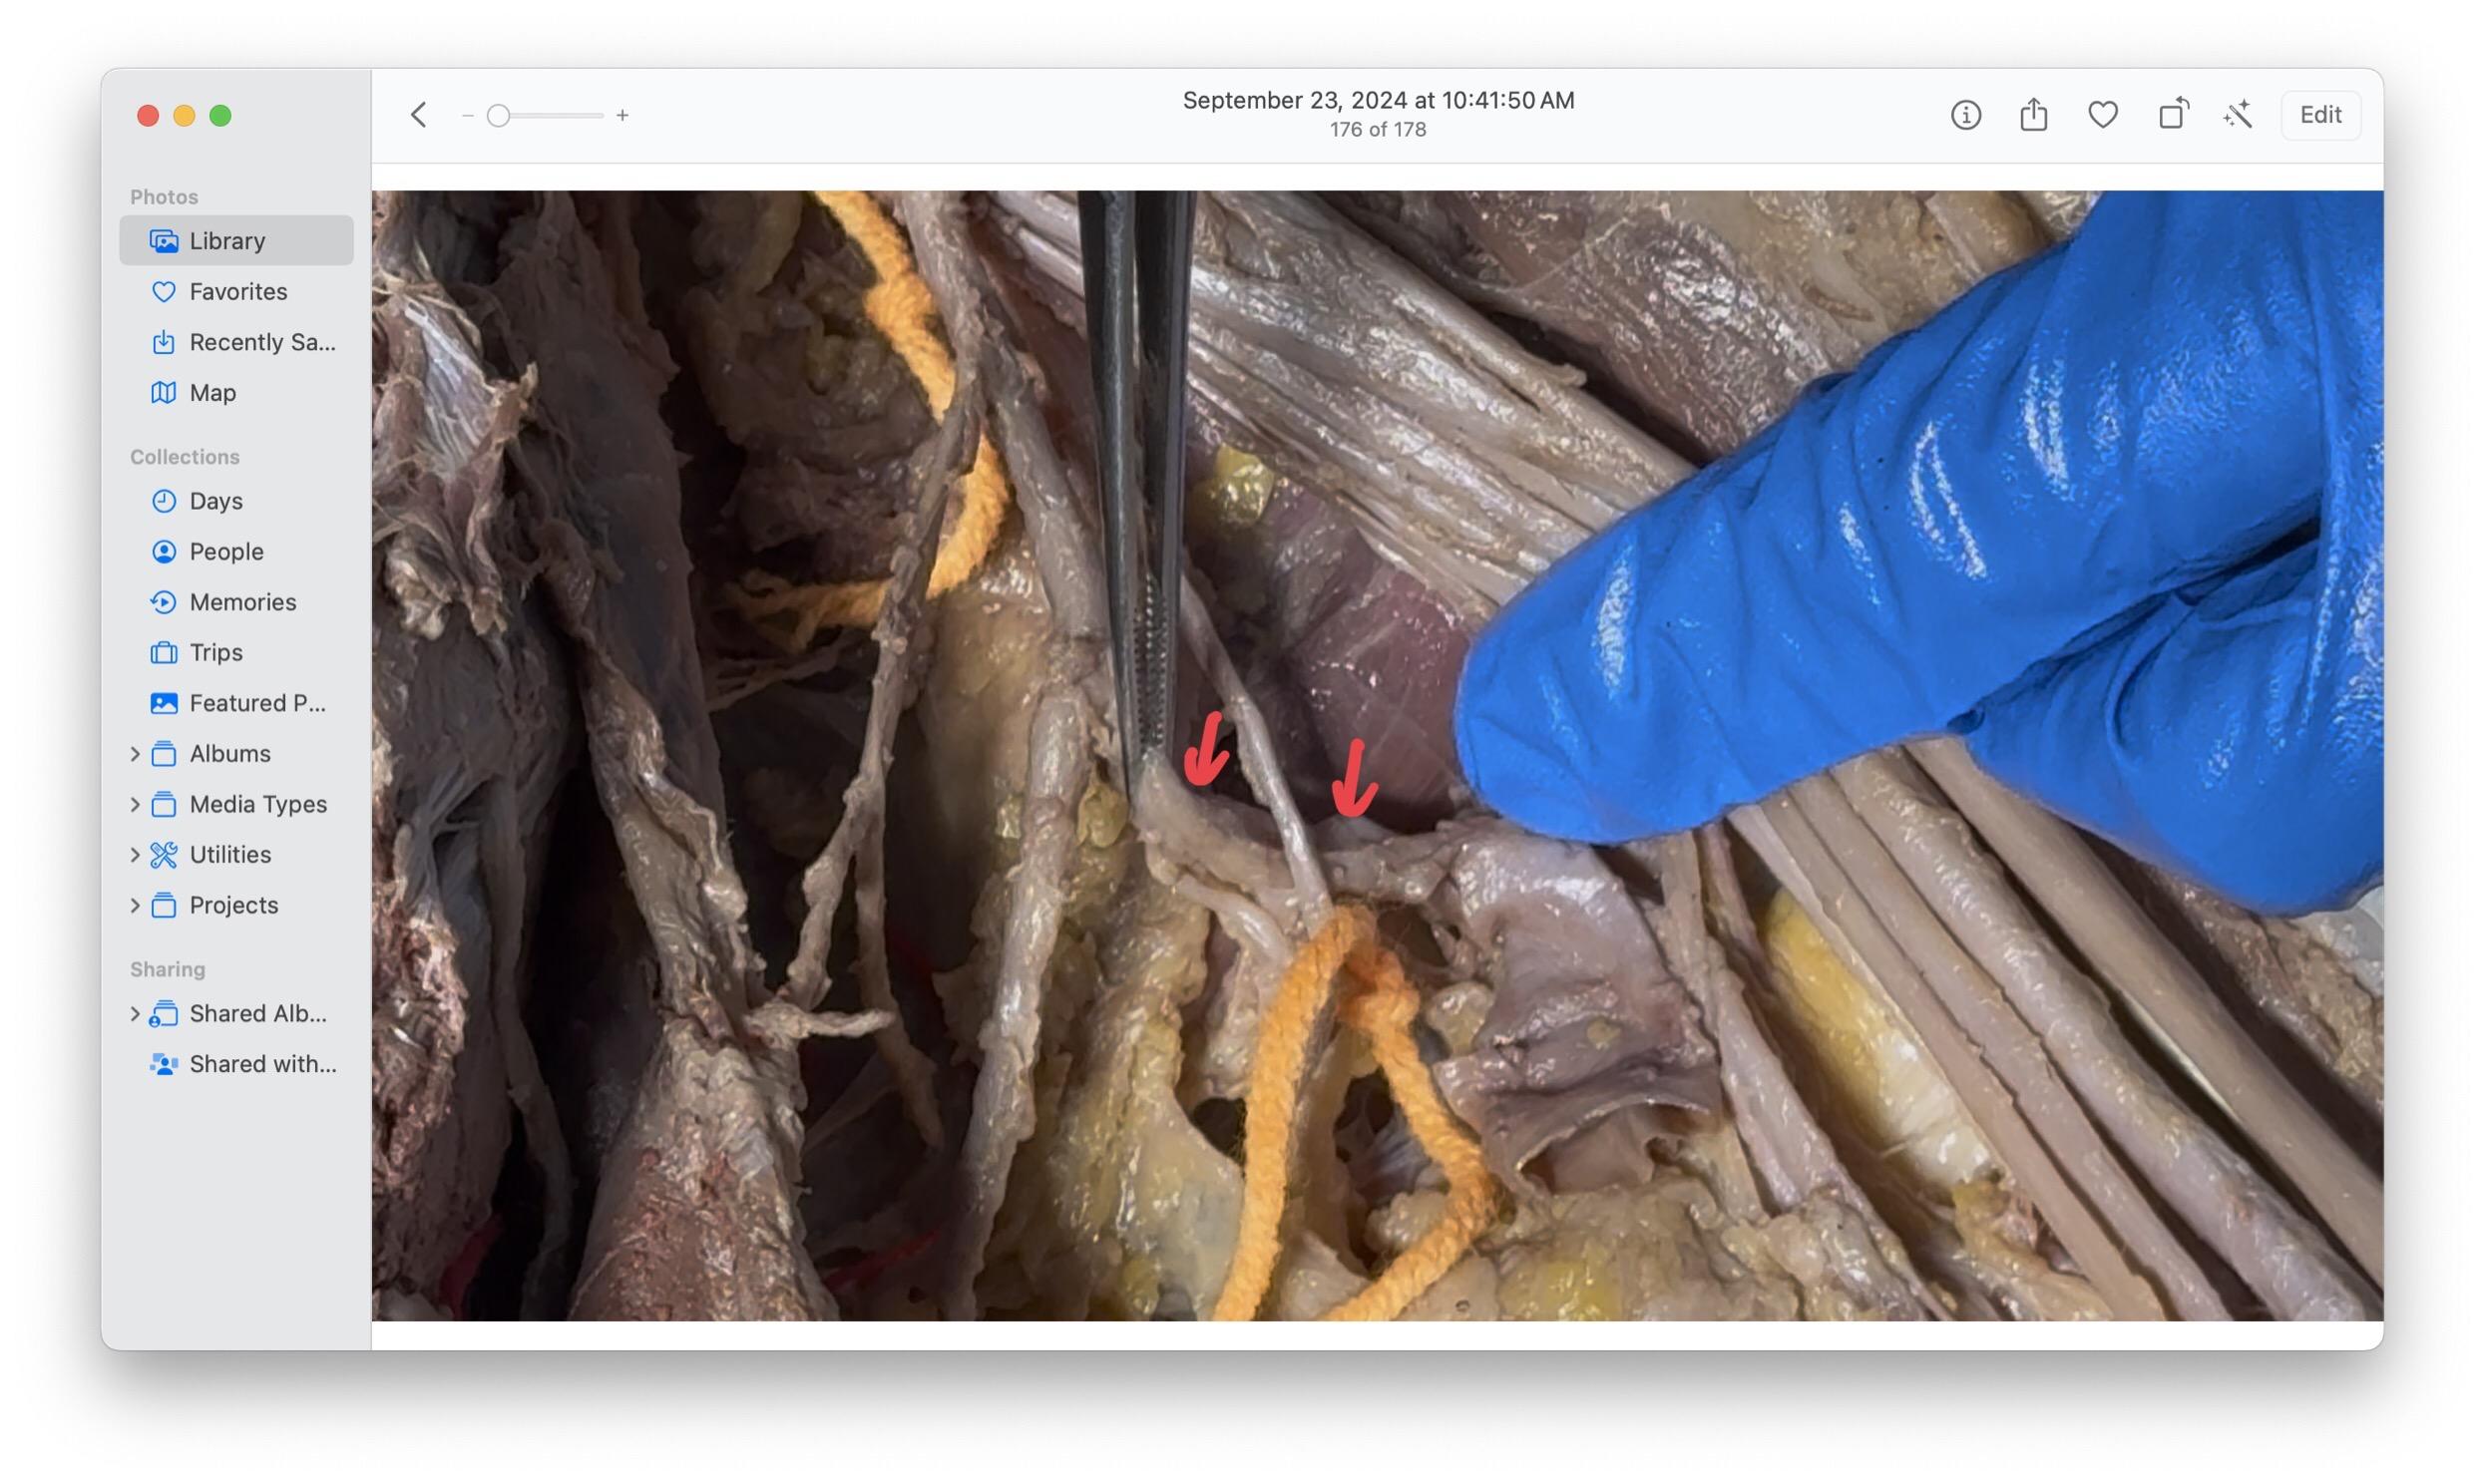 September 23, 2024 at 10:41:50 AM
176 of 178
Edit
Photos
Library
Favorites
Recently Sa...
Map
Collections
Days
People
Memories
Trips
Featured P...
Albums
Media Types
Utilities
Projects
Sharing
Shared Alb...
Shared with...